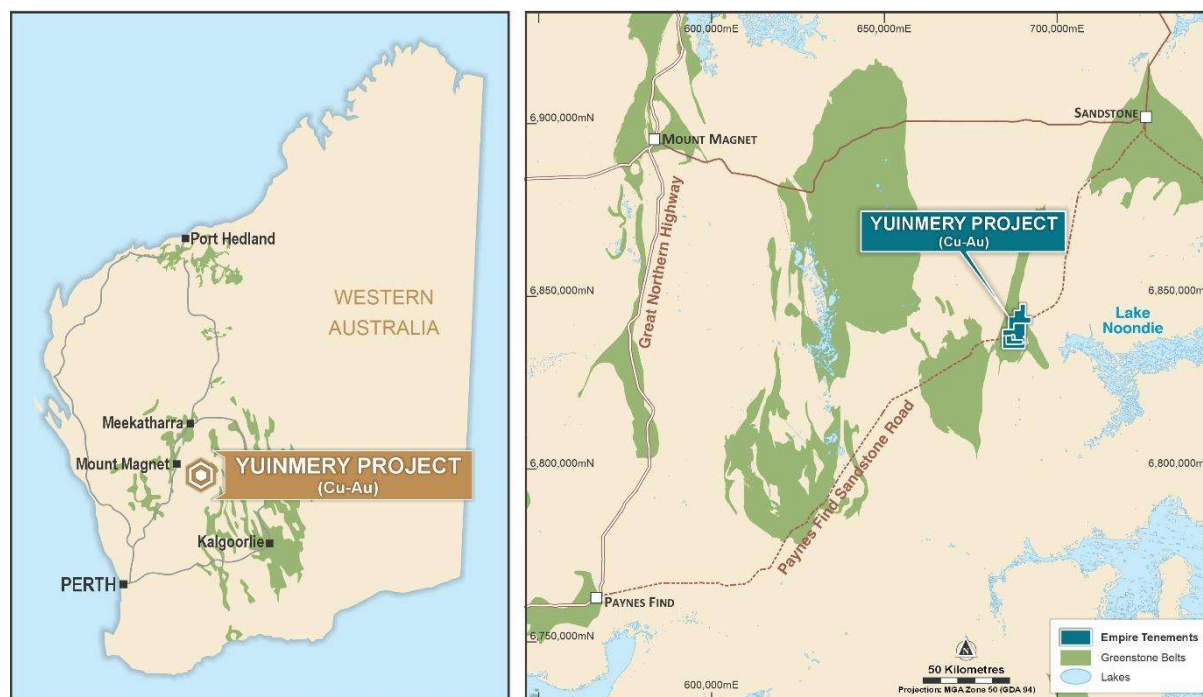 Port Hedland
WESTERN
AUSTRALIA
Meekatharra
Mount Magnet
YUINMERY PROJECT
(Cu-Au)
Kalgoorlie
PERTH
600,000mE
650,000mE
700,000mE
6,900,000mN
SANDSTONE
MOUNT MAGNET
Great Northern Highway
YUINMERY PROJECT
(Cu-Au)
6,850,000mN
6,850,000mN
Lake
Noondie
6,800,000mN
6,800,000mN
Paynes Find Sandstone Road
PAYNES FIND
6,750,000mN
N
50 Kilometres
Projection: MGA Zone 50 (GDA 94)
600,000mE
Empire Tenements
Greenstone Belts
Lakes